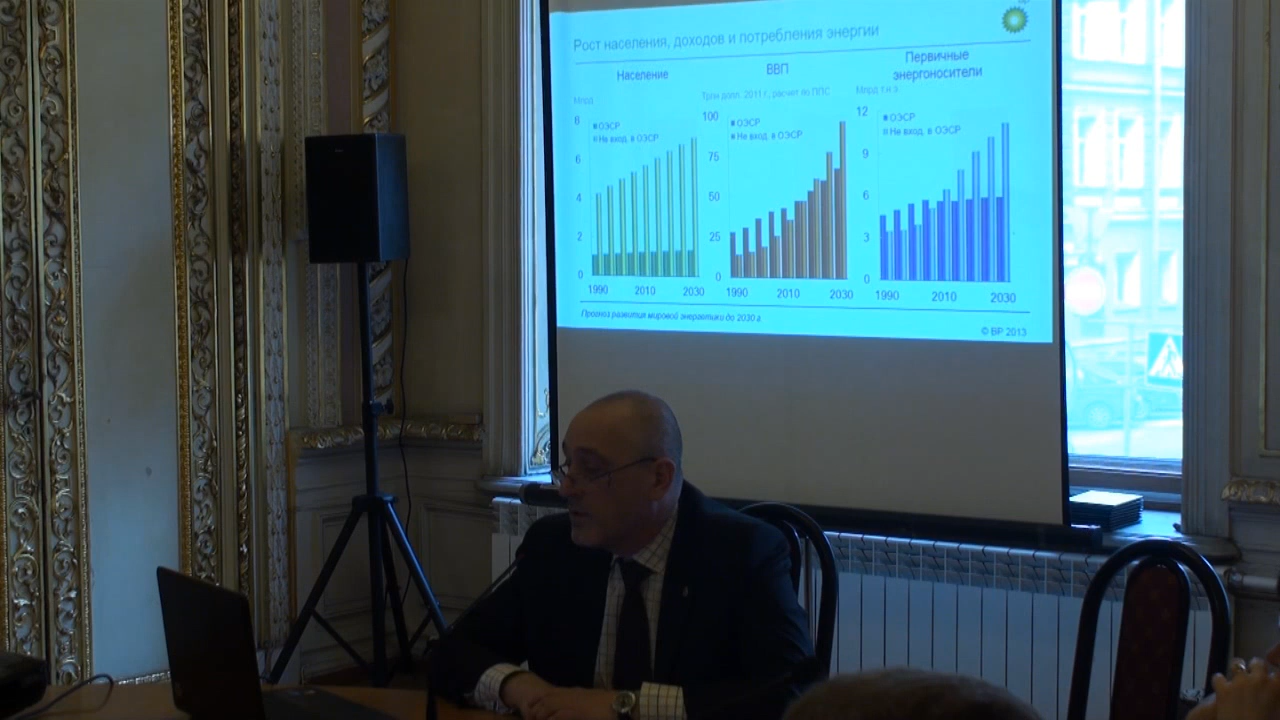 Рост населения, доходов и потребления энергии
Население
Млрд
8
6
4
2
0
ОЭСР
Не вход. в ОЭСР
1990 2010 2030
ВВП
Трлн долл. 2011 г., расчет по ППС
100
75
50
25
0
ОЭСР
Не вход. в ОЭСР
1990 2010 2030
Первичные
энергоносители
Млрд т.н.э
12
9
6
3
0
ОЭСР
Не вход. в ОЭСР
1990 2010 2030
Прогноз развития мировой энергетики до 2030 г.
© BP 2013